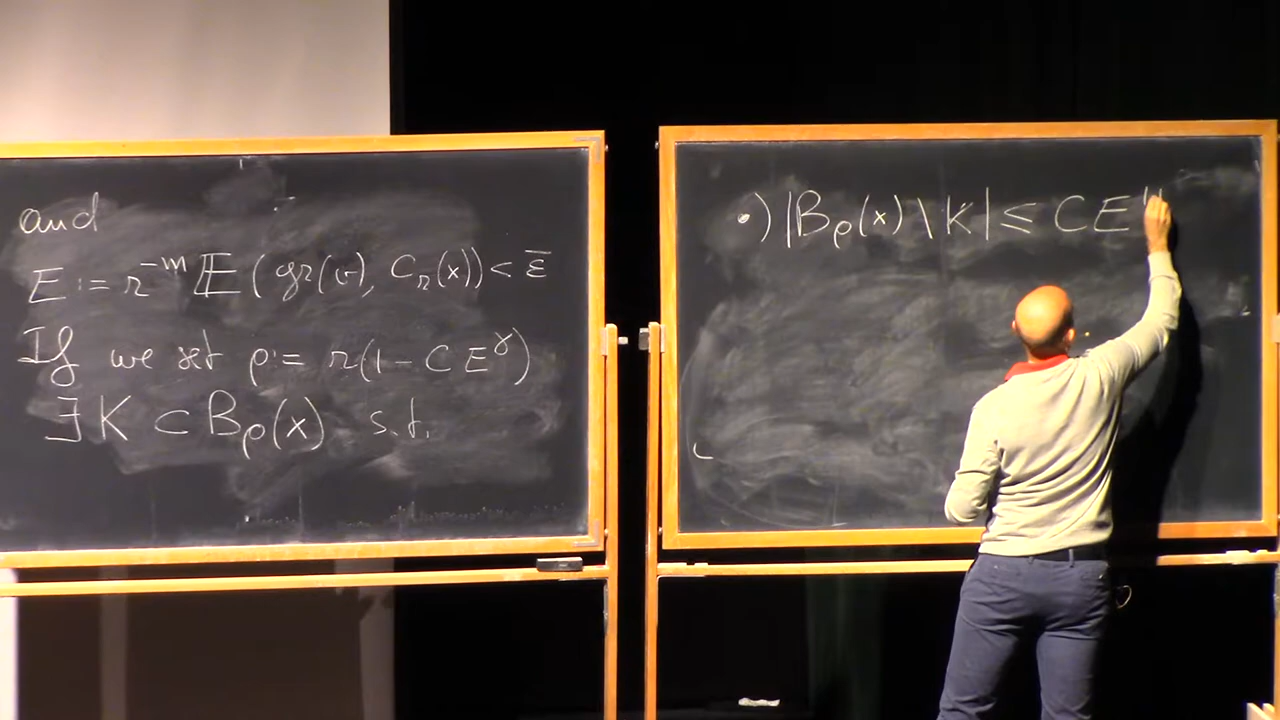 and
E := r^{-m} 𝔼(gr(v), C_r(x)) < ε̄
If we set ρ := r(1 - C E^γ)
∃ K ⊂ B_ρ(x) s.t.
•) |B_ρ(x) \ K| ≤ C E